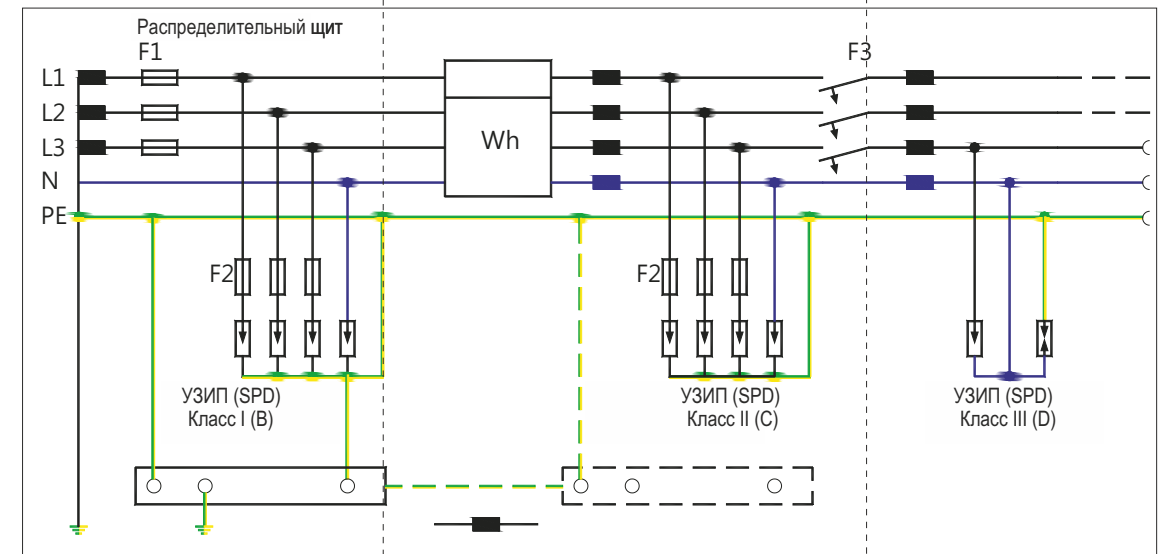 Распределительный щит
F1
F3
L1
L2
L3
Wh
N
PE
F2
F2
УЗИП (SPD)
Класс I (B)
УЗИП (SPD)
Класс II (C)
УЗИП (SPD)
Класс III (D)